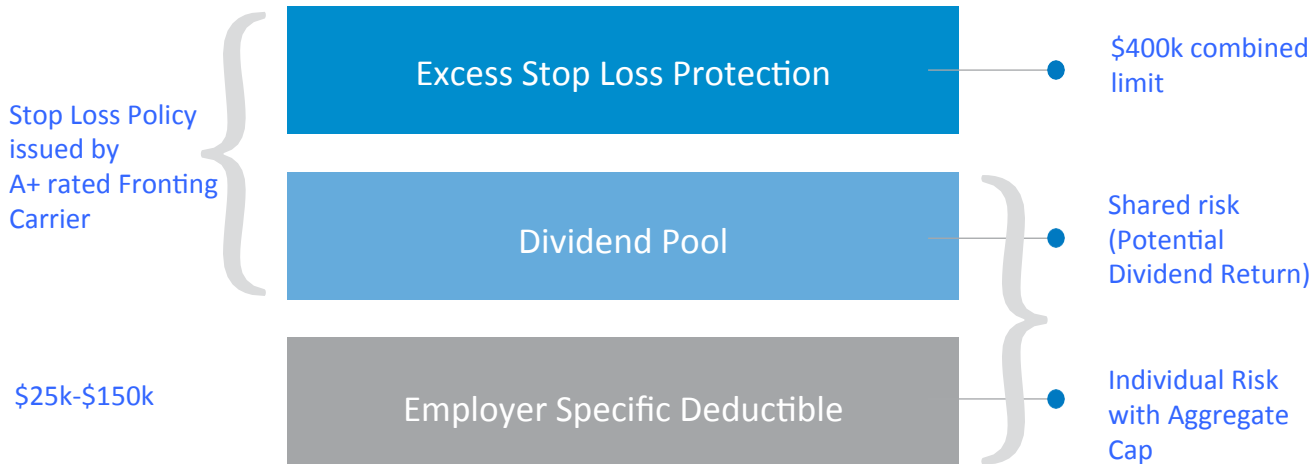 Excess Stop Loss Protection
$400k combined
limit
Stop Loss Policy
issued by
A+ rated Fronting
Carrier
Dividend Pool
Shared risk
(Potential
Dividend Return)
$25k-$150k
Employer Specific Deductible
Individual Risk
with Aggregate
Cap